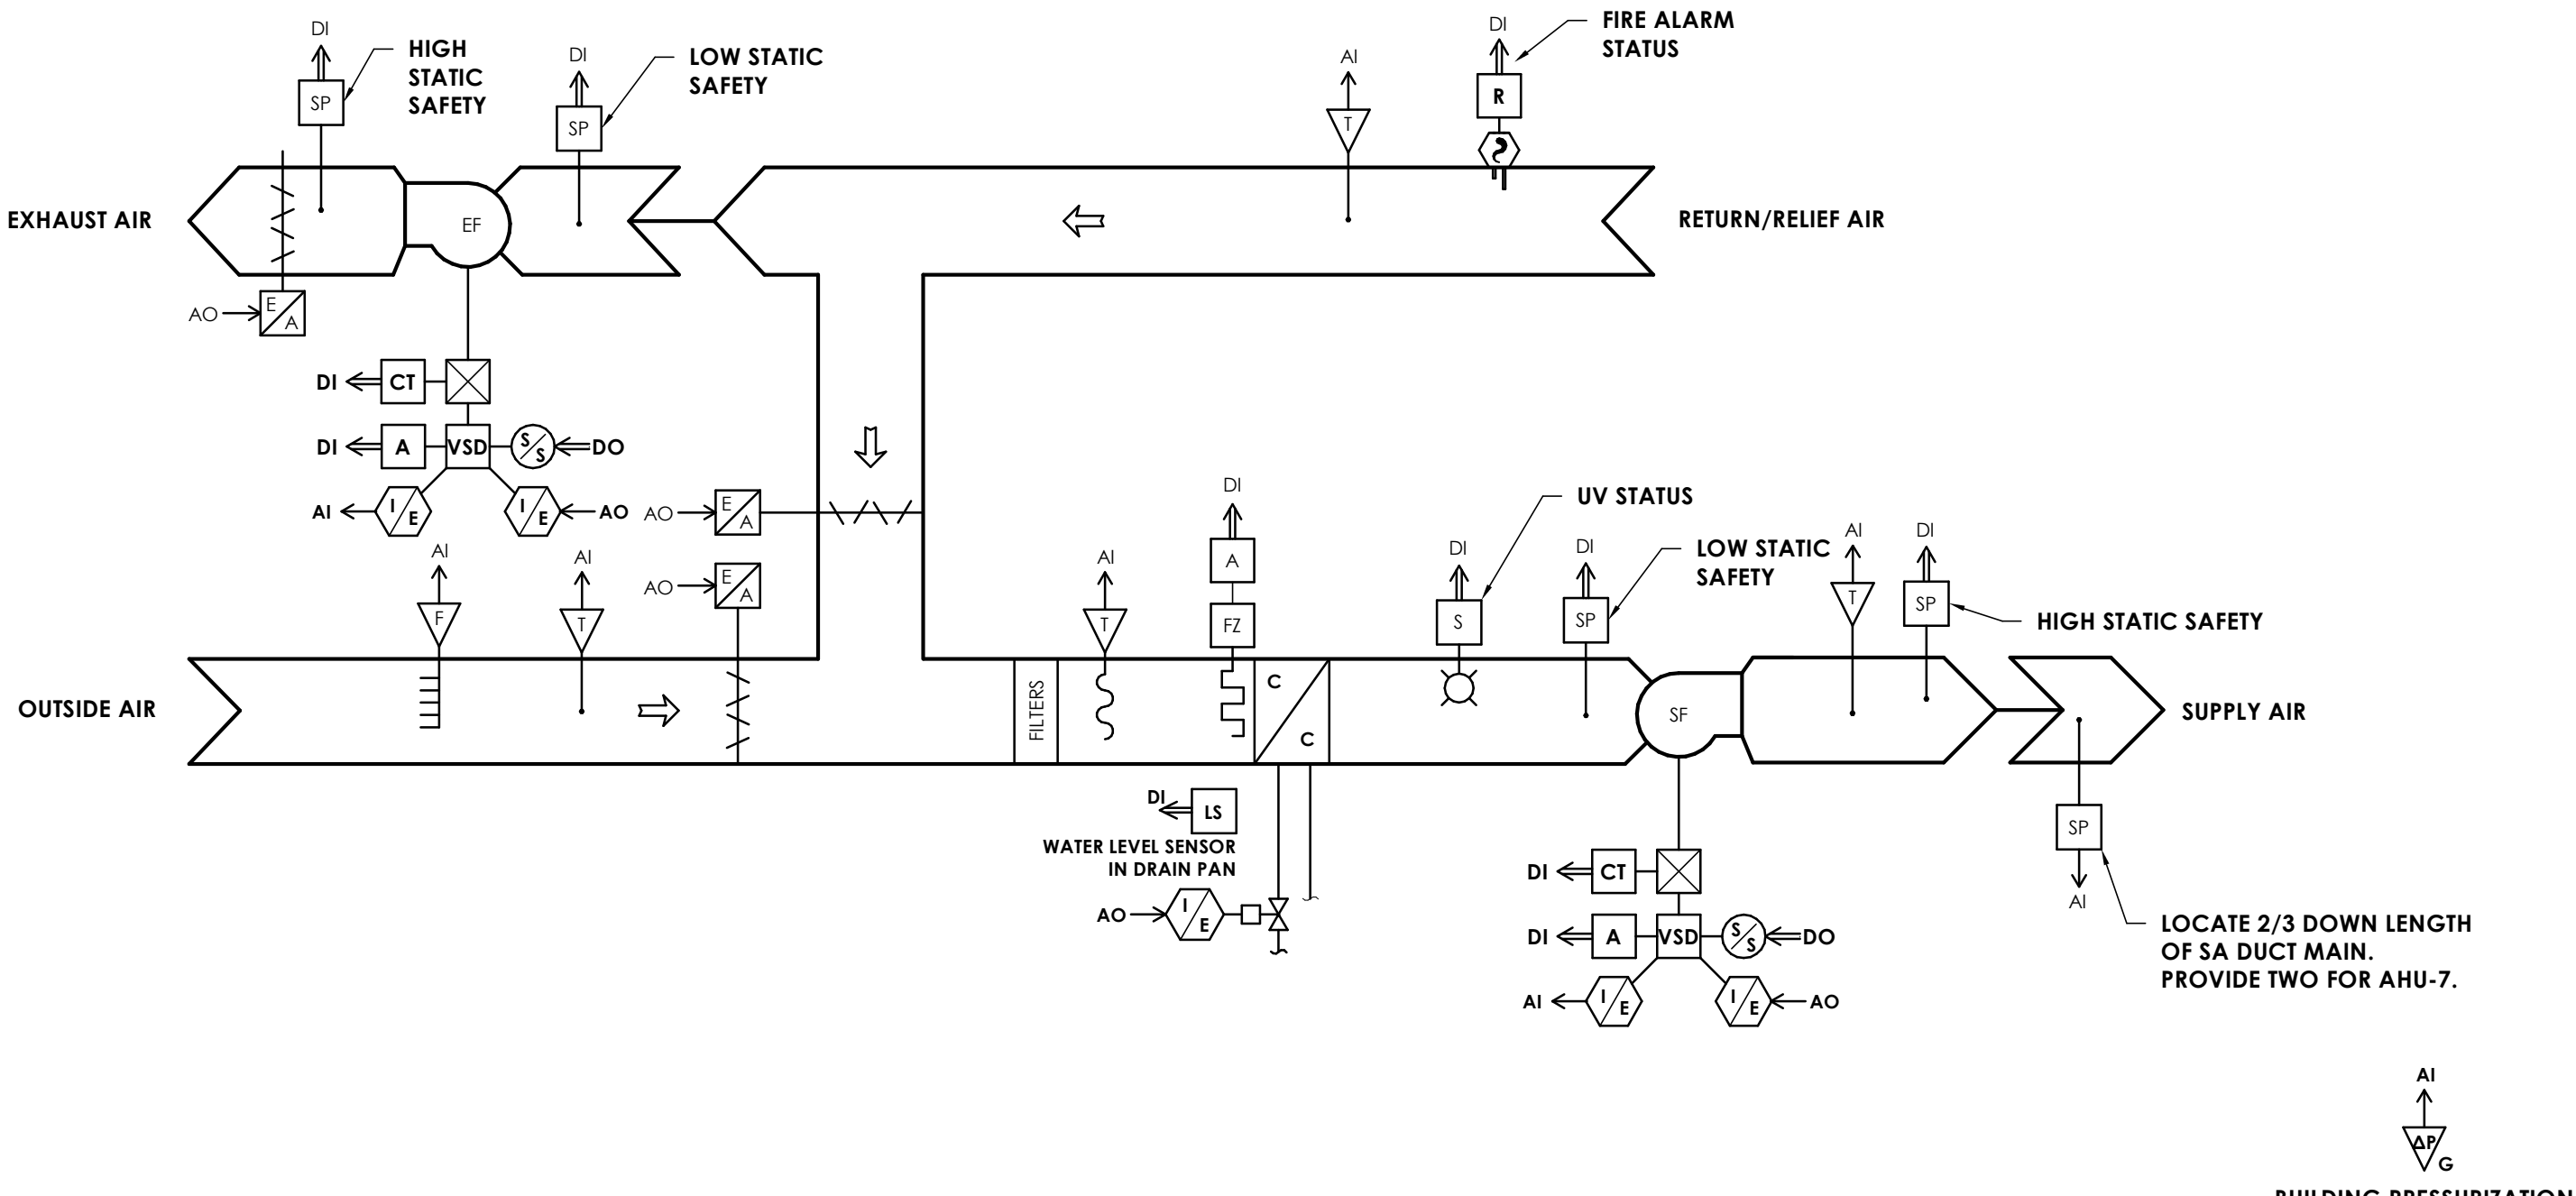 DI
HIGH
STATIC
SAFETY
SP
DI
LOW STATIC
SAFETY
SP
AI
T
DI
FIRE ALARM
STATUS
R
EXHAUST AIR
EF
RETURN/RELIEF AIR
AO
E
A
DI
CT
DI
A
VSD
S/S
DO
AI
I/E
I/E
AO
AO
E
A
AO
E
A
AI
F
AI
T
AI
T
DI
A
FZ
DI
UV STATUS
S
DI
LOW STATIC
SAFETY
SP
AI
T
DI
SP
HIGH STATIC SAFETY
OUTSIDE AIR
FILTERS
C
C
SF
SUPPLY AIR
DI
LS
WATER LEVEL SENSOR
IN DRAIN PAN
AO
I/E
DI
CT
DI
A
VSD
S/S
DO
AI
I/E
I/E
AO
SP
AI
LOCATE 2/3 DOWN LENGTH
OF SA DUCT MAIN.
PROVIDE TWO FOR AHU-7.
AI
ΔP
G
BUILDING PRESSURIZATION